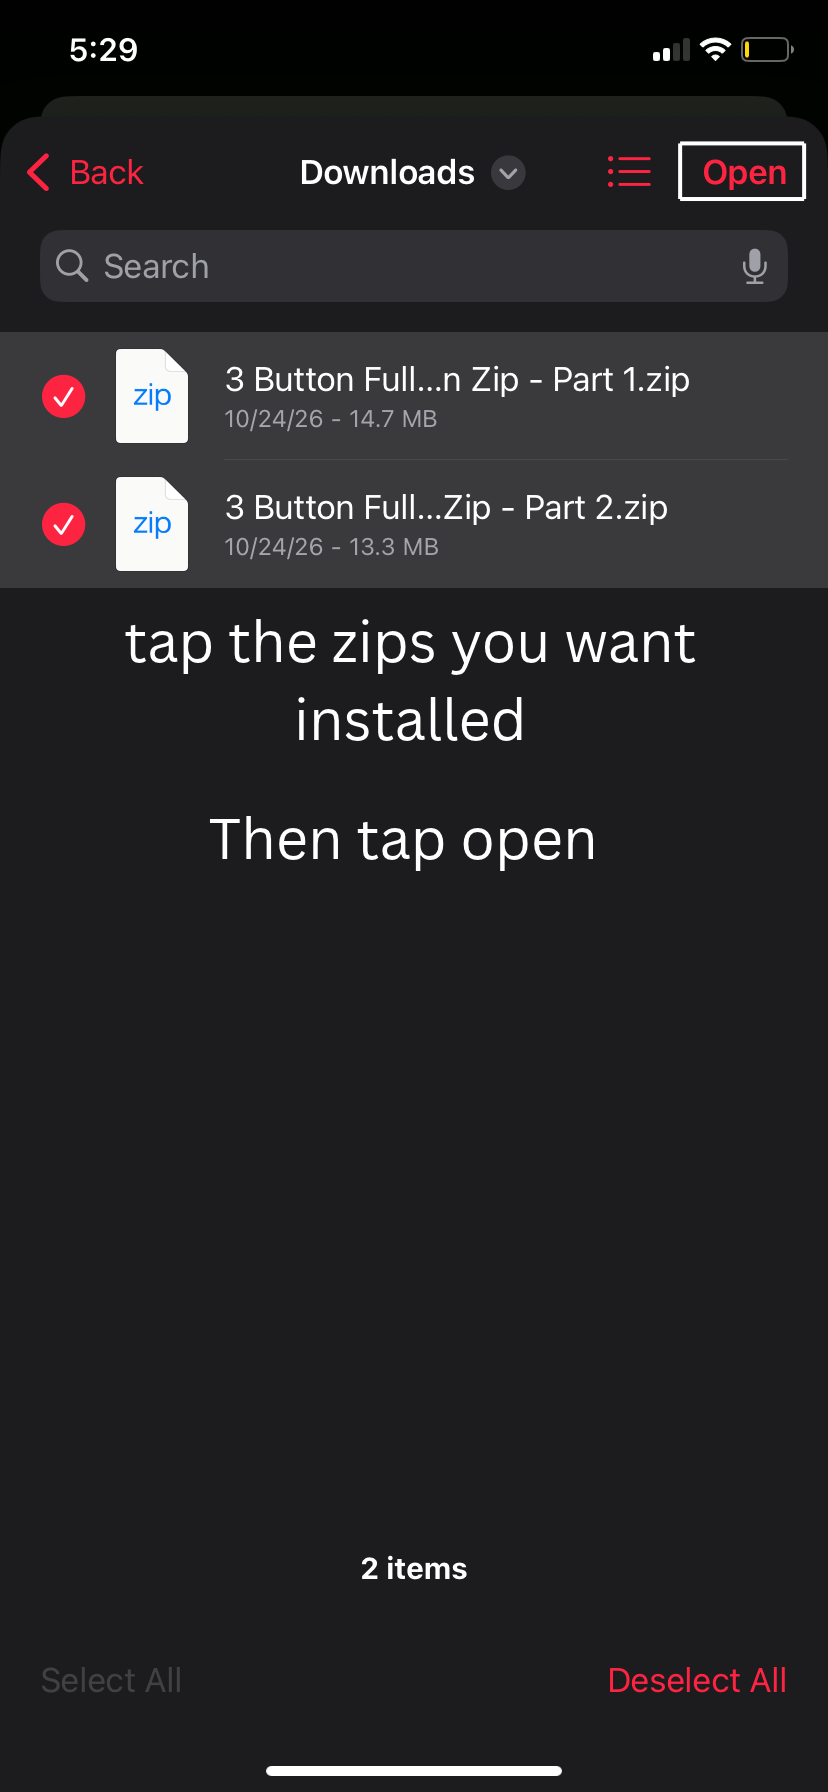 5:29
Back
Downloads
Open
Search
zip
3 Button Full...n Zip - Part 1.zip
10/24/26 - 14.7 MB
zip
3 Button Full...Zip - Part 2.zip
10/24/26 - 13.3 MB
tap the zips you want
installed
Then tap open
2 items
Select All
Deselect All